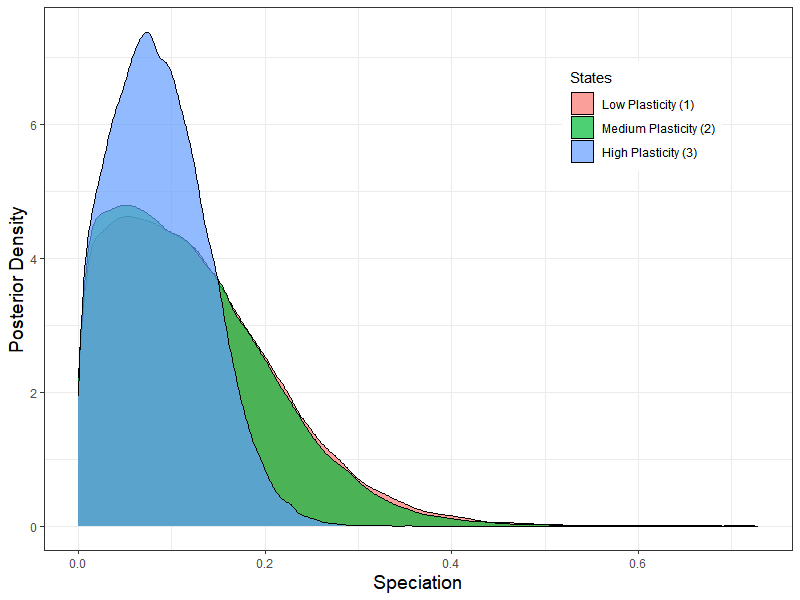 States
Low Plasticity (1)
Medium Plasticity (2)
High Plasticity (3)
Posterior Density
6
4
2
0
0.0 0.2 0.4 0.6
Speciation